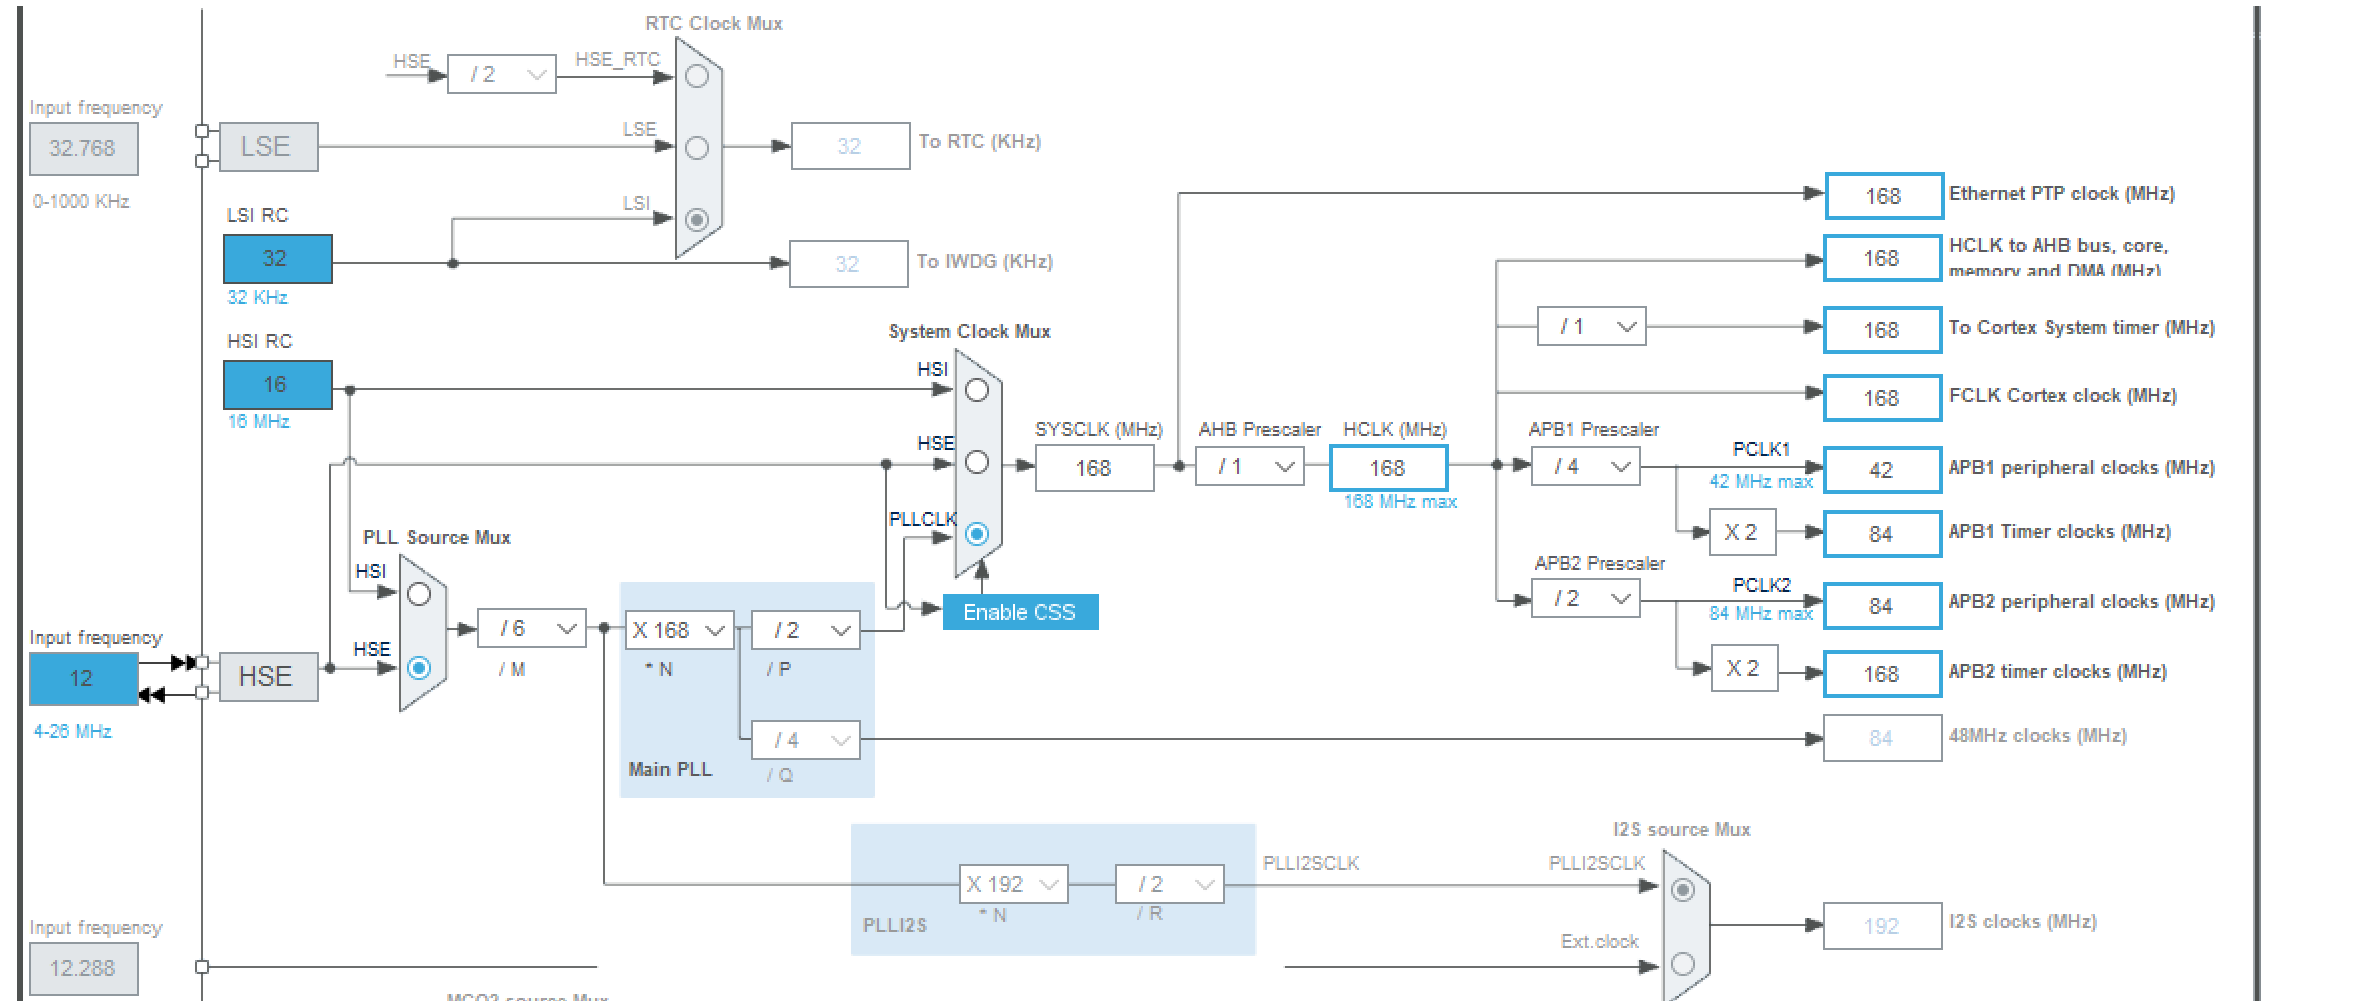 RTC Clock Mux
HSE
/ 2
HSE_RTC
Input frequency
32.768
0-1000 KHz
LSE
LSE
32
To RTC (KHz)
LSI
LSI RC
32
32 KHz
32
To IWDG (KHz)
168
Ethernet PTP clock (MHz)
168
HCLK to AHB bus, core,
memory and DMA (MHz)
/ 1
168
To Cortex System timer (MHz)
168
FCLK Cortex clock (MHz)
HSI RC
16
16 MHz
System Clock Mux
HSI
HSE
PLLCLK
SYSCLK (MHz)
168
AHB Prescaler
/ 1
HCLK (MHz)
168
168 MHz max
APB1 Prescaler
/ 4
PCLK1
42 MHz max
42
APB1 peripheral clocks (MHz)
X 2
84
APB1 Timer clocks (MHz)
APB2 Prescaler
/ 2
PCLK2
84 MHz max
84
APB2 peripheral clocks (MHz)
X 2
168
APB2 timer clocks (MHz)
PLL Source Mux
HSI
HSE
Input frequency
12
4-26 MHz
HSE
/ 6
/ M
X 168
* N
/ 2
/ P
Enable CSS
/ 4
/ Q
Main PLL
84
48MHz clocks (MHz)
I2S source Mux
PLLI2SCLK
PLLI2SCLK
X 192
* N
/ 2
/ R
PLLI2S
Ext.clock
192
I2S clocks (MHz)
Input frequency
12.288
MCO2 source Mux